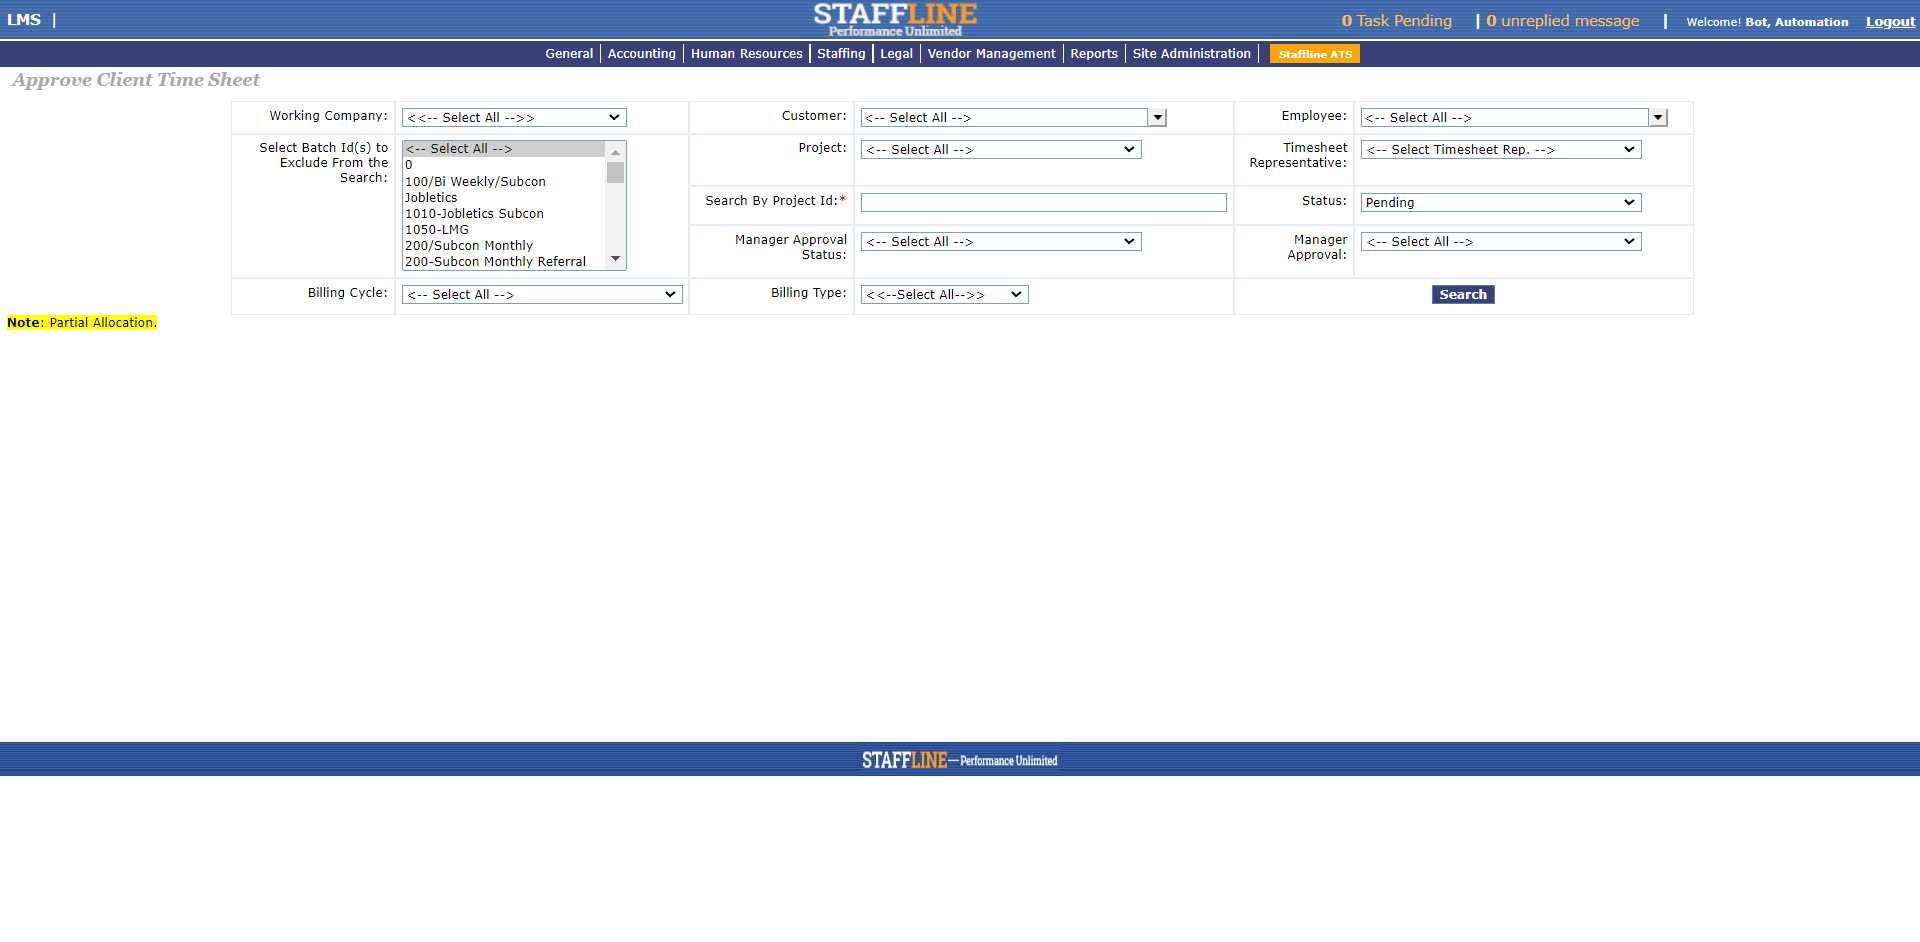 LMS |
STAFFLINE
Performance Unlimited
0 Task Pending | 0 unreplied message | Welcome! Bot, Automation Logout
General Accounting Human Resources Staffing Legal Vendor Management Reports Site Administration Staffline ATS
Approve Client Time Sheet
Working Company: <<-- Select All -->> Customer: <-- Select All --> Employee: <-- Select All -->
Select Batch Id(s) to
Exclude From the
Search:
<-- Select All -->
0
100/Bi Weekly/Subcon
Jobletics
1010-Jobletics Subcon
1050-LMG
200/Subcon Monthly
200-Subcon Monthly Referral
Project: <-- Select All -->
Timesheet
Representative:
<-- Select Timesheet Rep. -->
Search By Project Id:*
Status: Pending
Manager Approval
Status:
<-- Select All -->
Manager
Approval:
<-- Select All -->
Billing Cycle: <-- Select All --> Billing Type: <<--Select All-->> Search
Note: Partial Allocation.
STAFFLINE—Performance Unlimited